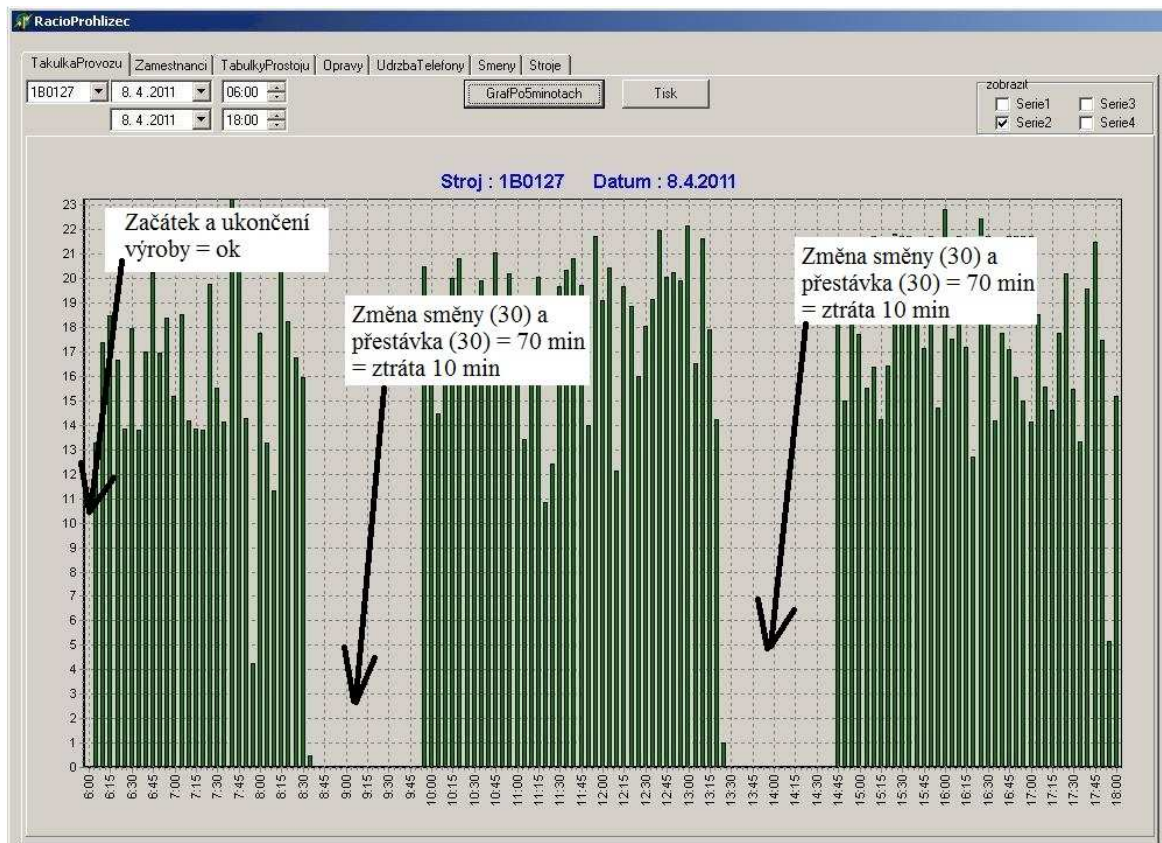 RacioProhlizec
TakulkaProvozu Zamestnanci TabulkyProstoju Opravy UdrzbaTelefony Smeny Stroje
1B0127 8. 4 .2011 06:00 GrafPo5minotach Tisk
8. 4 .2011 18:00
zobrazit
Serie1 Serie3
Serie2 Serie4
Stroj : 1B0127 Datum : 8.4.2011
Začátek a ukončení
výroby = ok
Změna směny (30) a
přestávka (30) = 70 min
= ztráta 10 min
Změna směny (30) a
přestávka (30) = 70 min
= ztráta 10 min
23
22
21
20
19
18
17
16
15
14
13
12
11
10
9
8
7
6
5
4
3
2
1
0
6:00 6:15 6:30 6:45 7:00 7:15 7:30 7:45 8:00 8:15 8:30 8:45 9:00 9:15 9:30 9:45 10:00 10:15 10:30 10:45 11:00 11:15 11:30 11:45 12:00 12:15 12:30 12:45 13:00 13:15 13:30 13:45 14:00 14:15 14:30 14:45 15:00 15:15 15:30 15:45 16:00 16:15 16:30 16:45 17:00 17:15 17:30 17:45 18:00